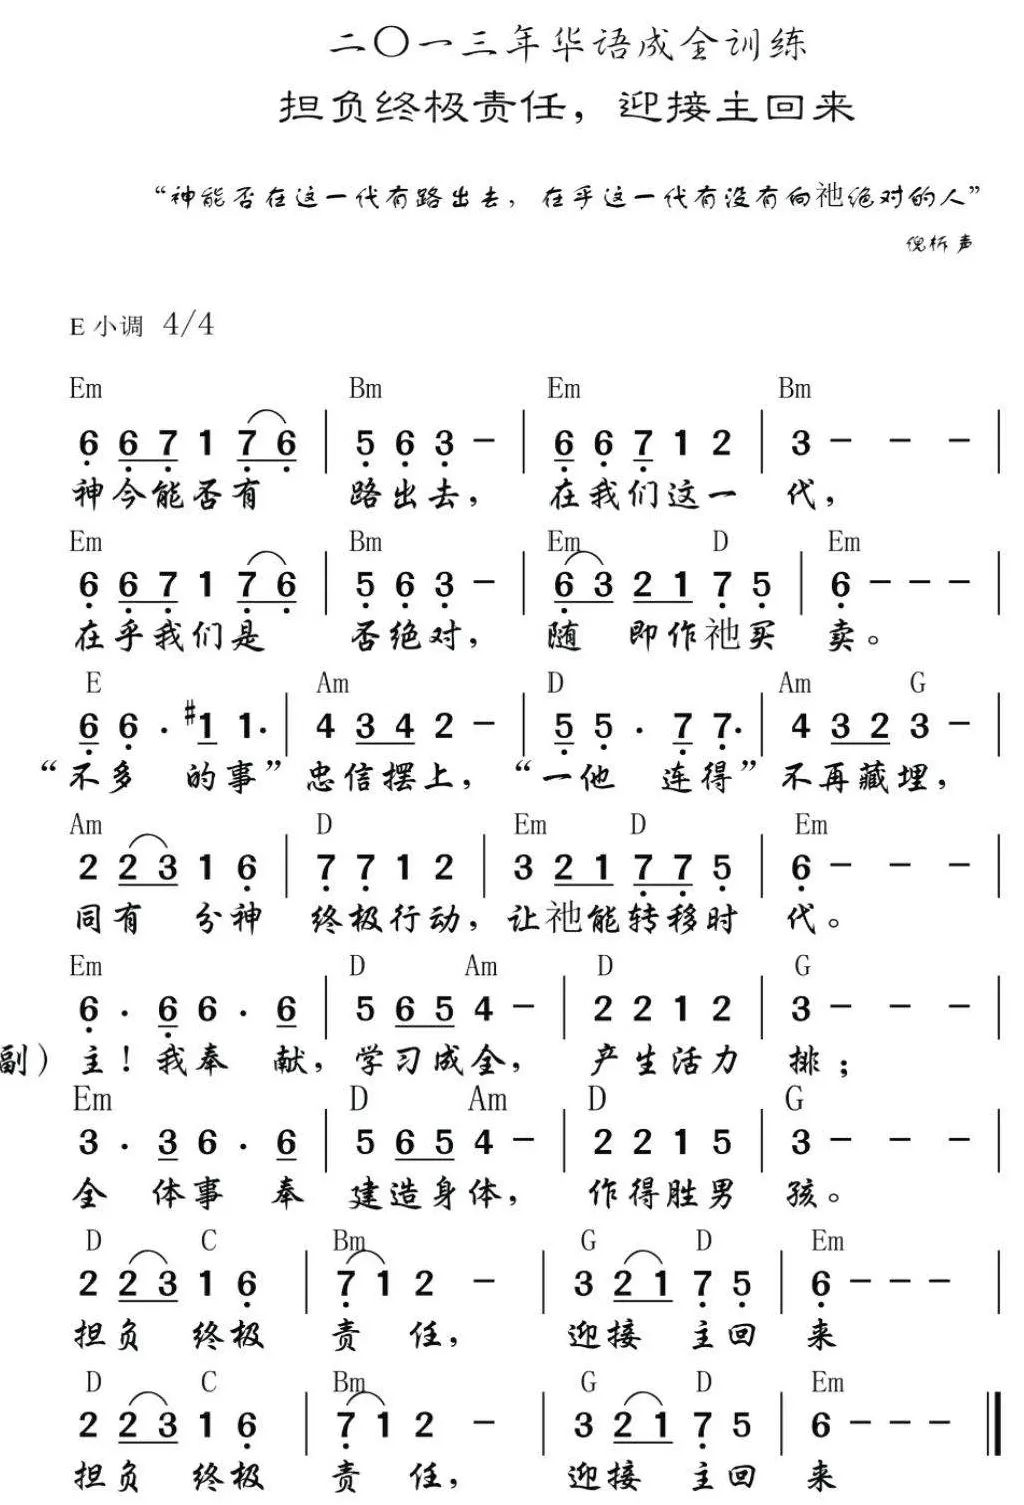 二〇一三年华语成全训练
担负终极责任，迎接主回来
“神能否在这一代有路出去，在乎这一代有没有向祂绝对的人”
倪柝声
E 小调 4/4
Em Bm Em Bm
6 6 7 1 7 6 | 5 6 3 － | 6 6 7 1 2 | 3 － － － |
神今能否有 路出去，在我们这一 代，
Em Bm Em D Em
6 6 7 1 7 6 | 5 6 3 － | 6 3 2 1 7 5 | 6 － － － |
在乎我们是 否绝对，随 即作祂买 卖。
E Am D Am G
6 6 . #1 1. | 4 3 4 2 － | 5 5 . 7 7. | 4 3 2 3 － |
“不多 的事”忠信摆上，“一他 连得”不再藏埋，
Am D Em D Em
2 2 3 1 6 | 7 7 1 2 | 3 2 1 7 7 5 | 6 － － － |
同有 分神 终极行动，让祂能转移时 代。
Em D Am D G
6 . 6 6 . 6 | 5 6 5 4 － | 2 2 1 2 | 3 － － － |
副）主！我奉 献，学习成全，产生活力 排；
Em D Am D G
3 . 3 6 . 6 | 5 6 5 4 － | 2 2 1 5 | 3 － － － |
全 体事奉 建造身体，作得胜男 孩。
D C Bm G D Em
2 2 3 1 6 | 7 1 2 － | 3 2 1 7 5 | 6 － － － |
担负 终极 责 任，迎接 主回 来
D C Bm G D Em
2 2 3 1 6 | 7 1 2 － | 3 2 1 7 5 | 6 － － － ‖
担负 终极 责 任，迎接 主回 来